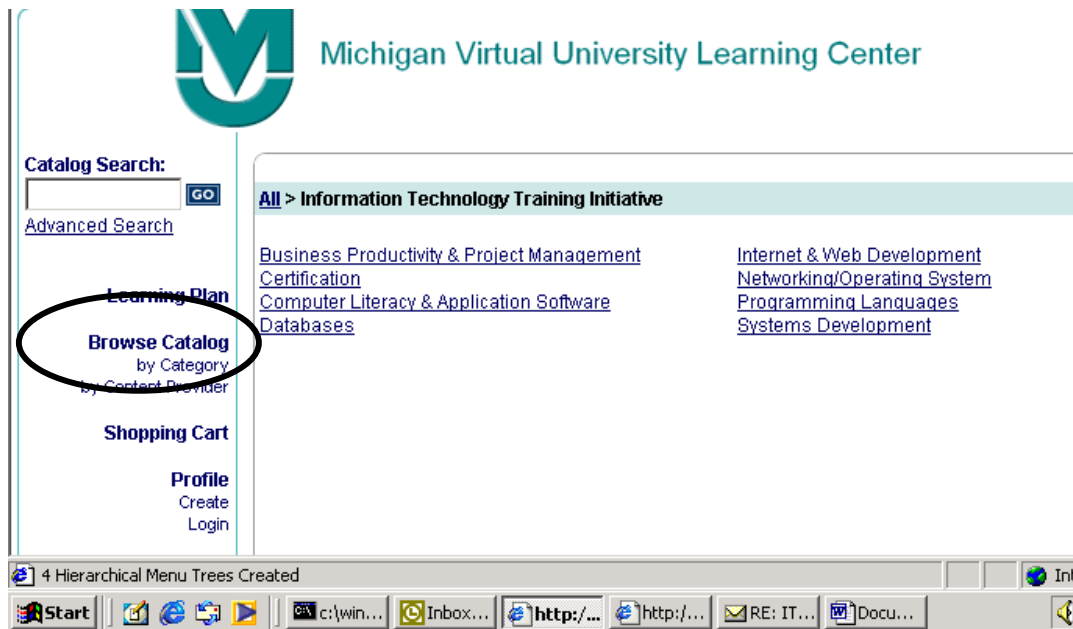 Michigan Virtual University Learning Center
Catalog Search:
GO
Advanced Search
Learning Plan
Browse Catalog
by Category
by Content Provider
Shopping Cart
Profile
Create
Login
All > Information Technology Training Initiative
Business Productivity & Project Management
Certification
Computer Literacy & Application Software
Databases
Internet & Web Development
Networking/Operating System
Programming Languages
Systems Development
4 Hierarchical Menu Trees Created
Int
Start c:\win... Inbox... http:/... http:/... RE: IT... Docu...